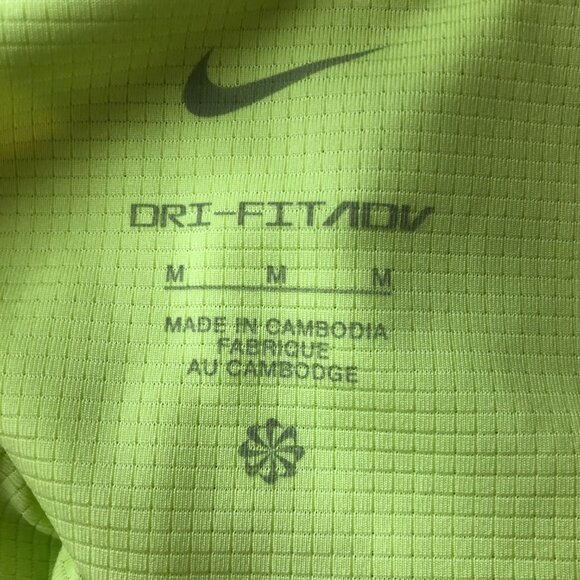 DRI-FIT ADV
M M M
MADE IN CAMBODIA
FABRIQUE
AU CAMBODGE